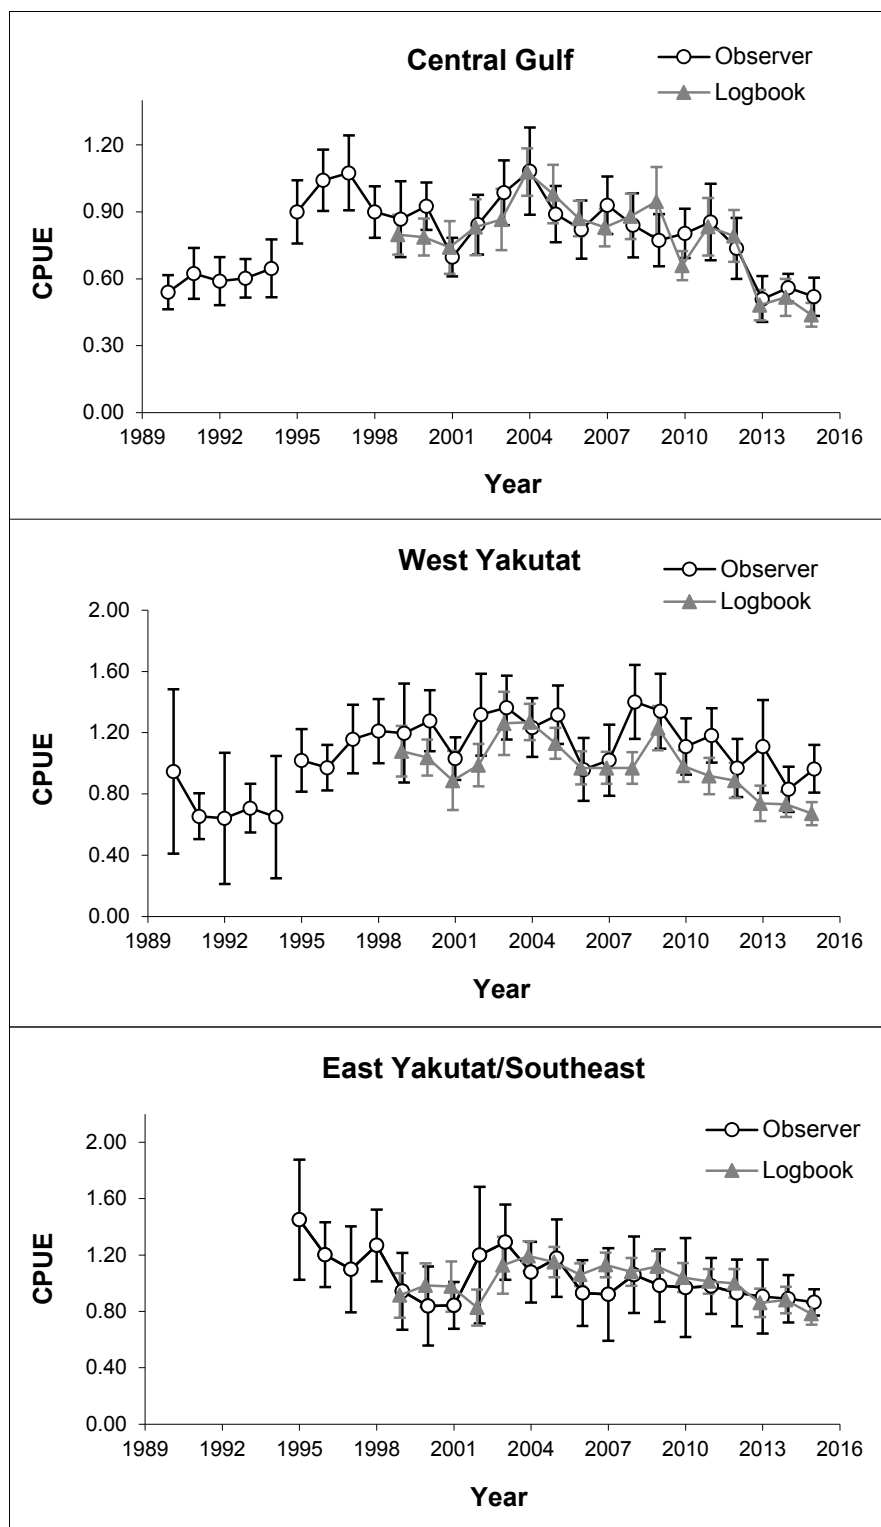 Central Gulf
Observer
Logbook
1.20
0.90
0.60
0.30
0.00
CPUE
1989 1992 1995 1998 2001 2004 2007 2010 2013 2016
Year
West Yakutat
Observer
Logbook
2.00
1.60
1.20
0.80
0.40
0.00
CPUE
1989 1992 1995 1998 2001 2004 2007 2010 2013 2016
Year
East Yakutat/Southeast
Observer
Logbook
2.00
1.60
1.20
0.80
0.40
0.00
CPUE
1989 1992 1995 1998 2001 2004 2007 2010 2013 2016
Year